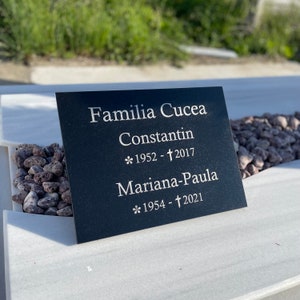 Familia Cucea
Constantin
*1952 - †2017
Mariana-Paula
*1954 - †2021